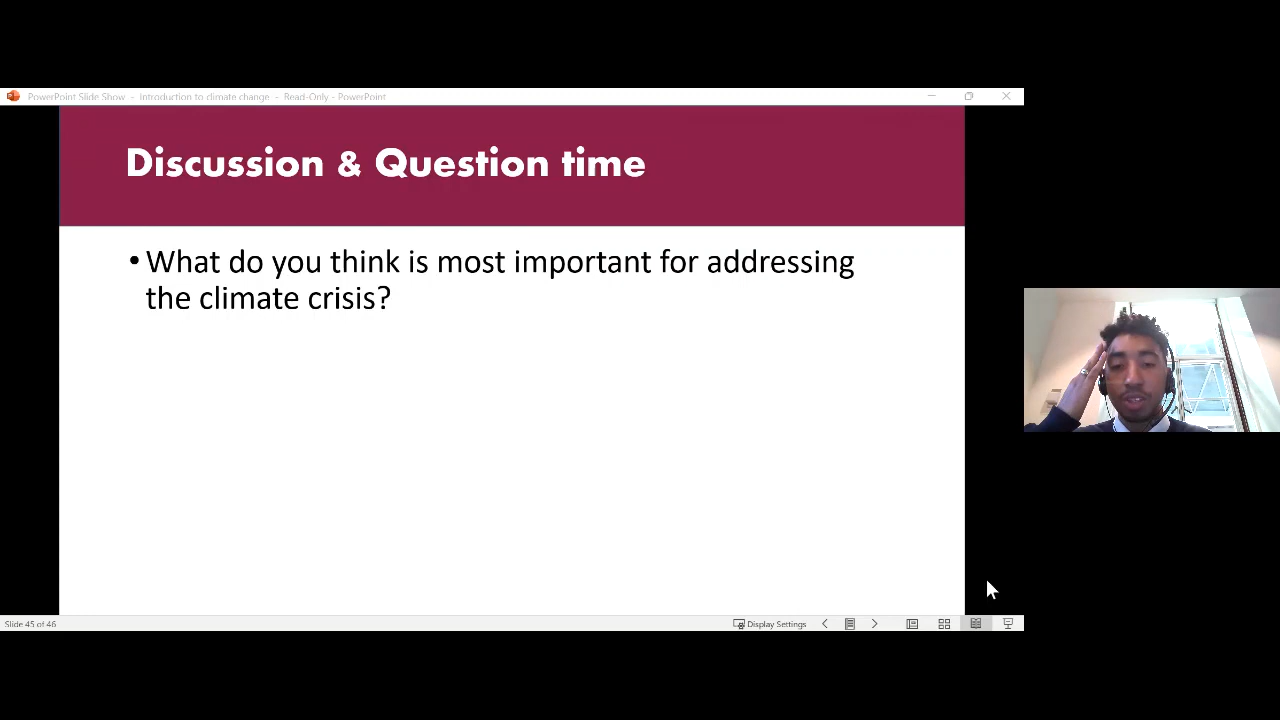 PowerPoint Slide Show - Introduction to climate change - Read-Only - PowerPoint
Discussion & Question time
• What do you think is most important for addressing
the climate crisis?
Slide 45 of 46
Display Settings